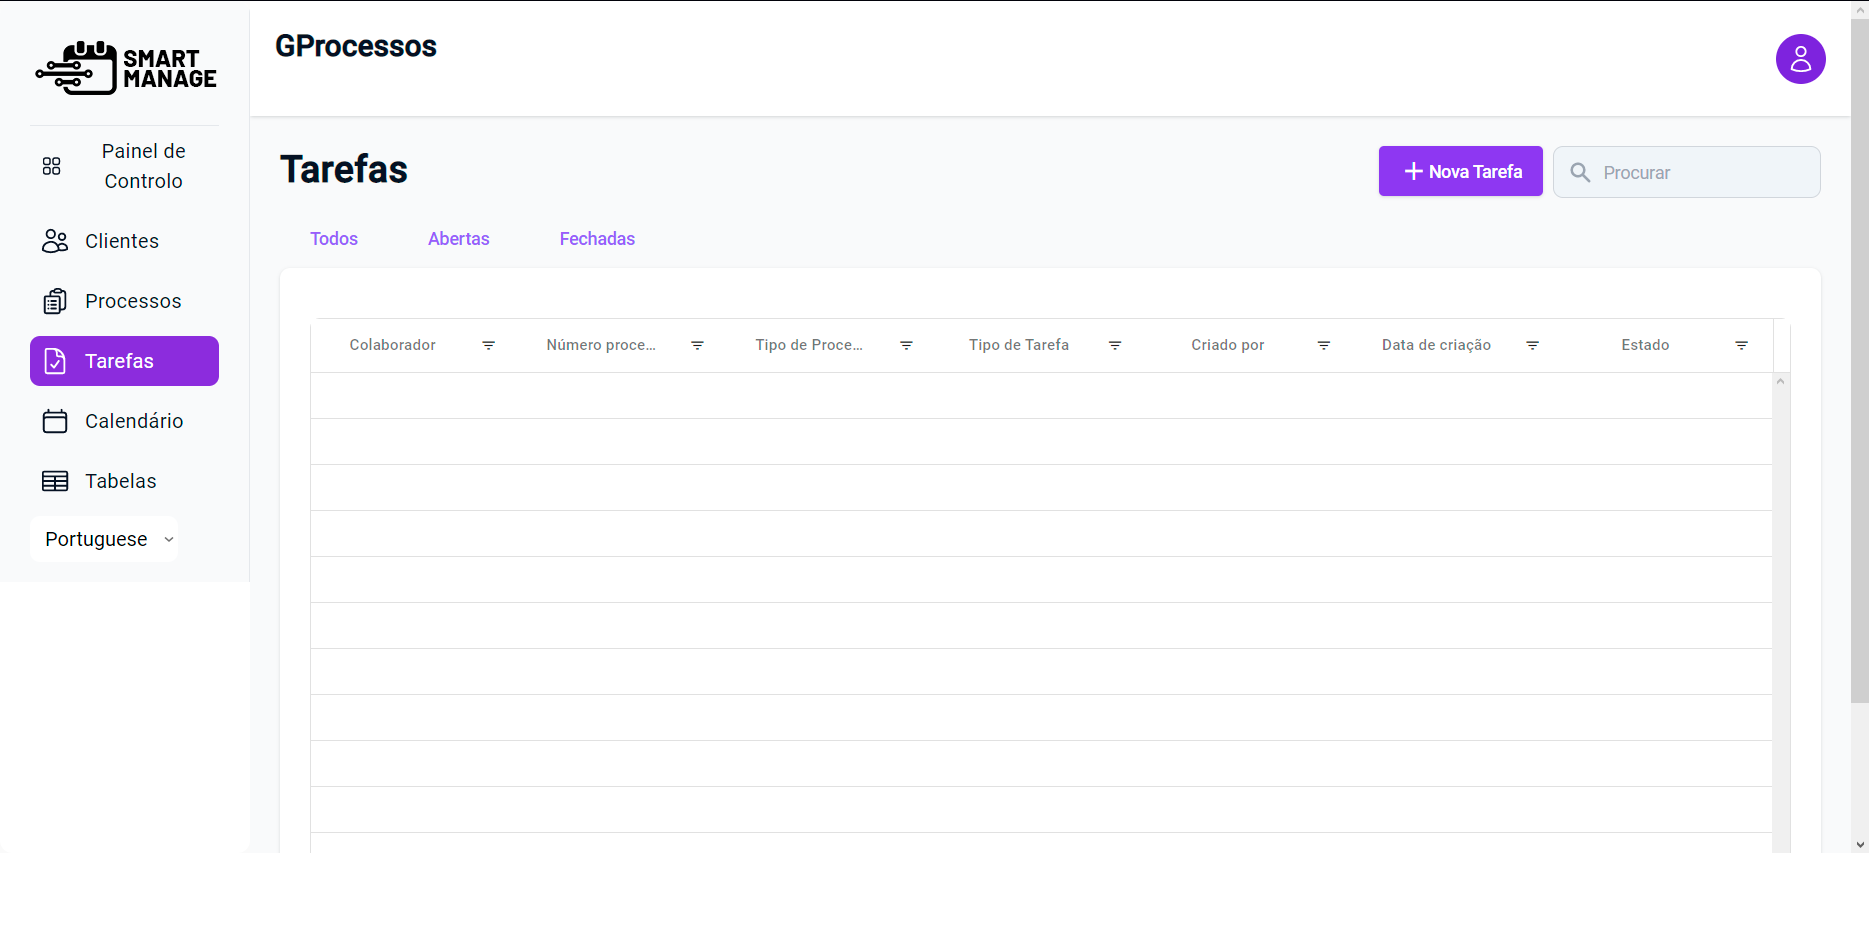 SMART
MANAGE
GProcessos
Painel de
Controlo
Clientes
Processos
Tarefas
Calendário
Tabelas
Portuguese
Tarefas
Nova Tarefa
Procurar
Todos Abertas Fechadas
Colaborador Número proce... Tipo de Proce... Tipo de Tarefa Criado por Data de criação Estado